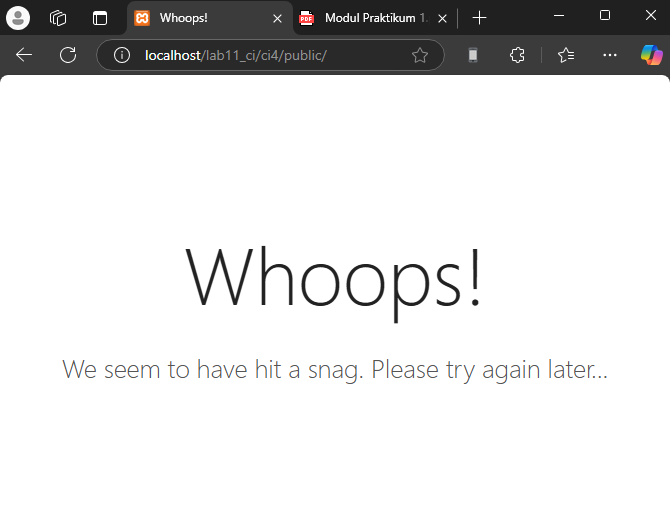 Whoops!
Modul Praktikum 1.
localhost/lab11_ci/ci4/public/
Whoops!
We seem to have hit a snag. Please try again later...